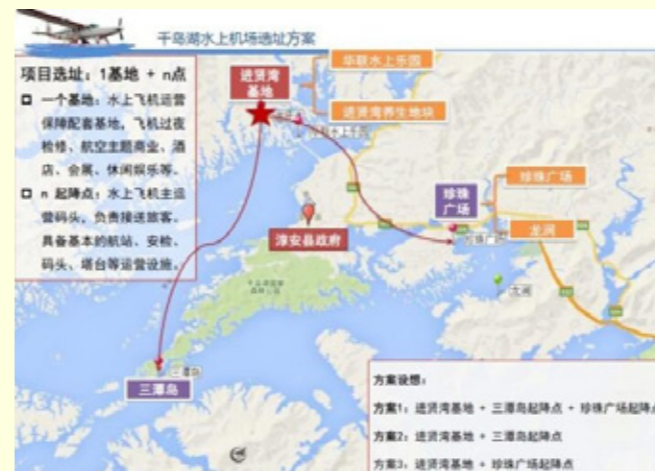 千岛湖水上机场选址方案
项目选址：1基地 + n点
一个基地：水上飞机运营
保障配套基地，飞机过夜
检修、航空主题商业、酒
店、会展、休闲娱乐等。
n 起降点：水上飞机主运
营码头，负责接送旅客。
具备基本的航站、安检、
码头、塔台等运营设施。
进贤湾
基地
华联水上乐园
进贤湾养生地块
珍珠
广场
珍珠广场
龙河
淳安县政府
三潭岛
三潭岛
方案设想：
方案1：进贤湾基地 + 三潭岛起降点 + 珍珠广场起降点
方案2：进贤湾基地 + 三潭岛起降点
方案3：进贤湾基地 + 珍珠广场起降点